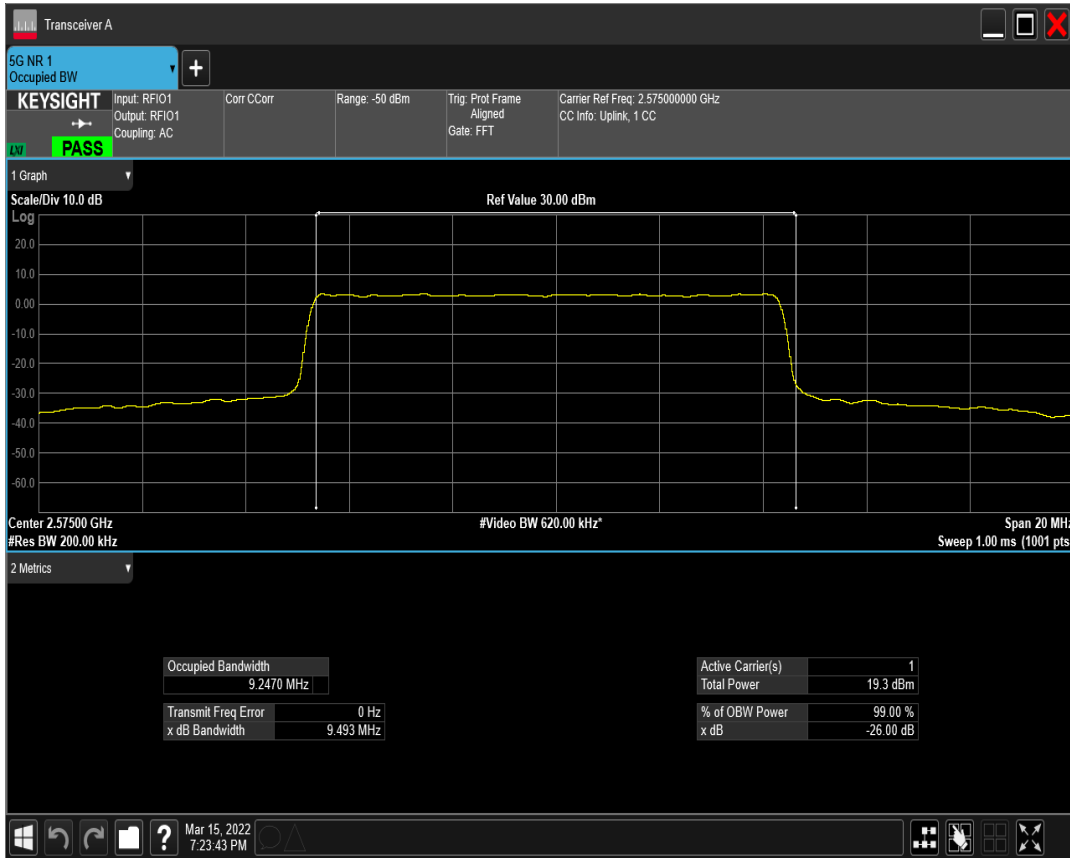 Transceiver A
5G NR 1
Occupied BW
KEYSIGHT
LXI
PASS
Input: RFIO1
Output: RFIO1
Coupling: AC
Corr CCorr
Range: -50 dBm
Trig: Prot Frame
Aligned
Gate: FFT
Carrier Ref Freq: 2.575000000 GHz
CC Info: Uplink, 1 CC
1 Graph
Scale/Div 10.0 dB
Ref Value 30.00 dBm
Log
20.0
10.0
0.00
-10.0
-20.0
-30.0
-40.0
-50.0
-60.0
Center 2.57500 GHz
#Video BW 620.00 kHz*
Span 20 MHz
#Res BW 200.00 kHz
Sweep 1.00 ms (1001 pts
2 Metrics
Occupied Bandwidth
9.2470 MHz
Transmit Freq Error 0 Hz
x dB Bandwidth 9.493 MHz
Active Carrier(s) 1
Total Power 19.3 dBm
% of OBW Power 99.00 %
x dB -26.00 dB
?
Mar 15, 2022
7:23:43 PM